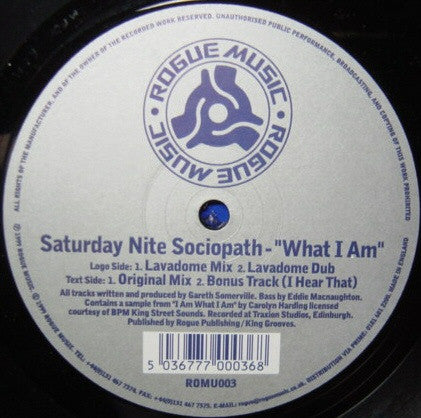 ALL RIGHTS OF THE MANUFACTURER, AND OF THE OWNER OF THE RECORDED WORK RESERVED. UNAUTHORISED PUBLIC PERFORMANCE, BROADCASTING, AND COPYING OF THIS WORK PROHIBITED
ROGUE MUSIC · ROGUE MUSIC ·
Saturday Nite Sociopath - "What I Am"
Logo Side: 1. Lavadome Mix 2. Lavadome Dub
Text Side: 1. Original Mix 2. Bonus Track (I Hear That)
All tracks written and produced by Gareth Somerville. Bass by Eddie Macnaughton.
Contains a sample from "I Am What I Am" by Carolyn Harding licensed
courtesy of BPM King Street Sounds. Recorded at Traxion Studios, Edinburgh.
Published by Rogue Publishing / King Grooves.
5 036777 000368
ROMU003